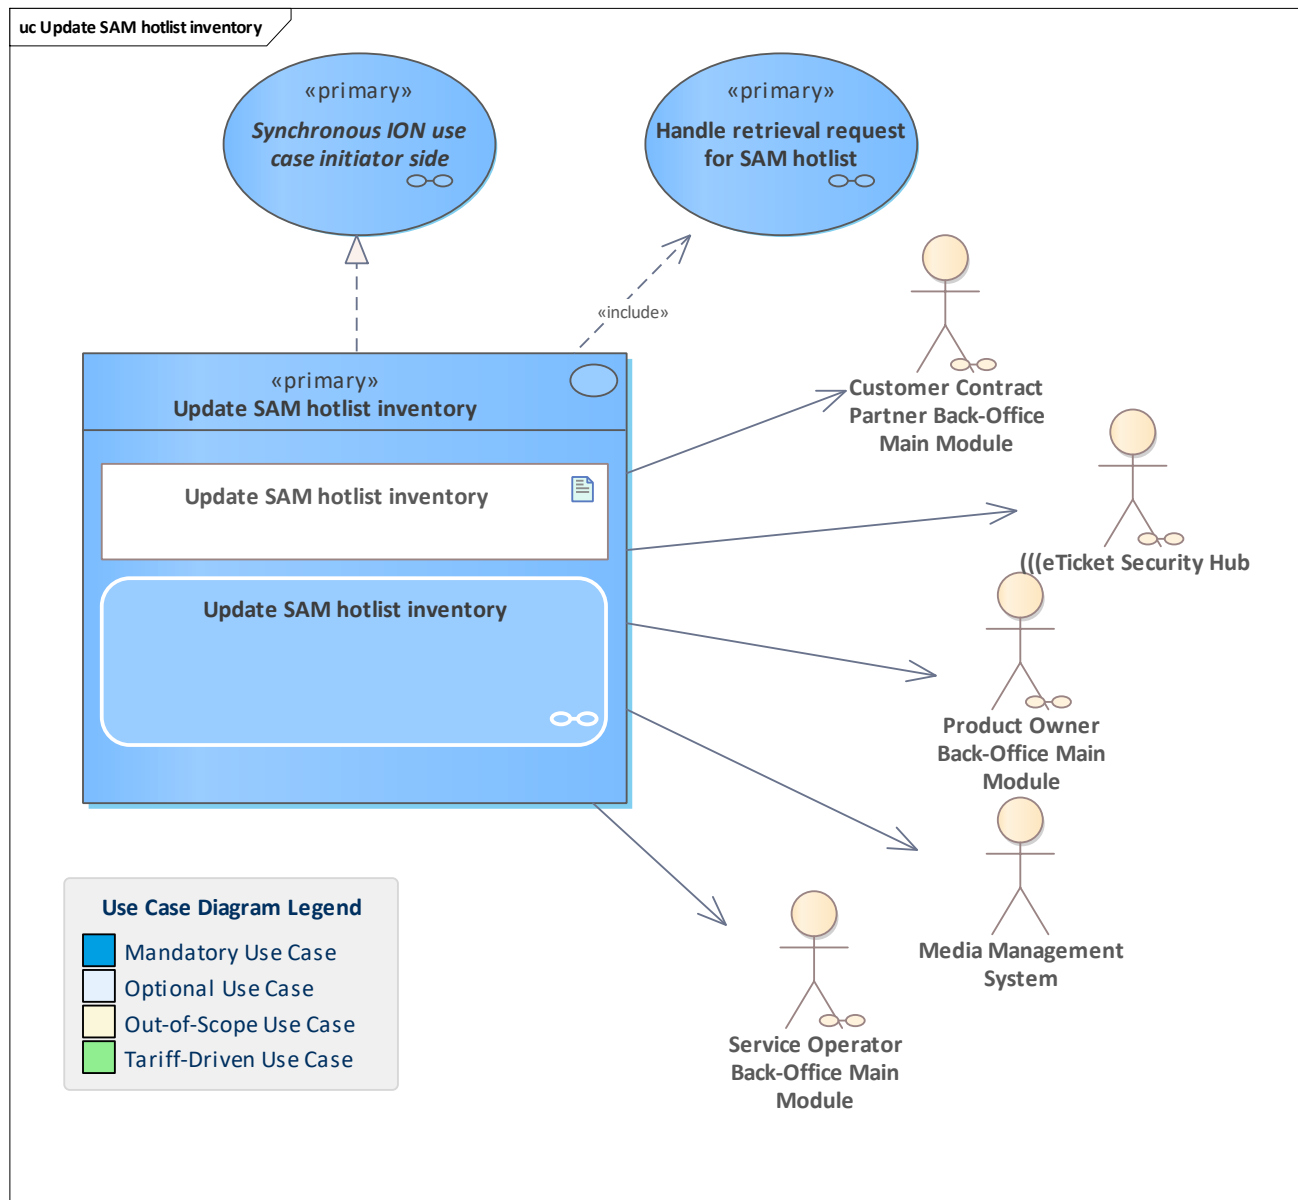 uc Update SAM hotlist inventory
«primary»
Synchronous ION use
case initiator side
«primary»
Handle retrieval request
for SAM hotlist
«include»
«primary»
Update SAM hotlist inventory
Update SAM hotlist inventory
Update SAM hotlist inventory
Customer Contract
Partner Back-Office
Main Module
(((eTicket Security Hub
Product Owner
Back-Office Main
Module
Media Management
System
Service Operator
Back-Office Main
Module
Use Case Diagram Legend
Mandatory Use Case
Optional Use Case
Out-of-Scope Use Case
Tariff-Driven Use Case